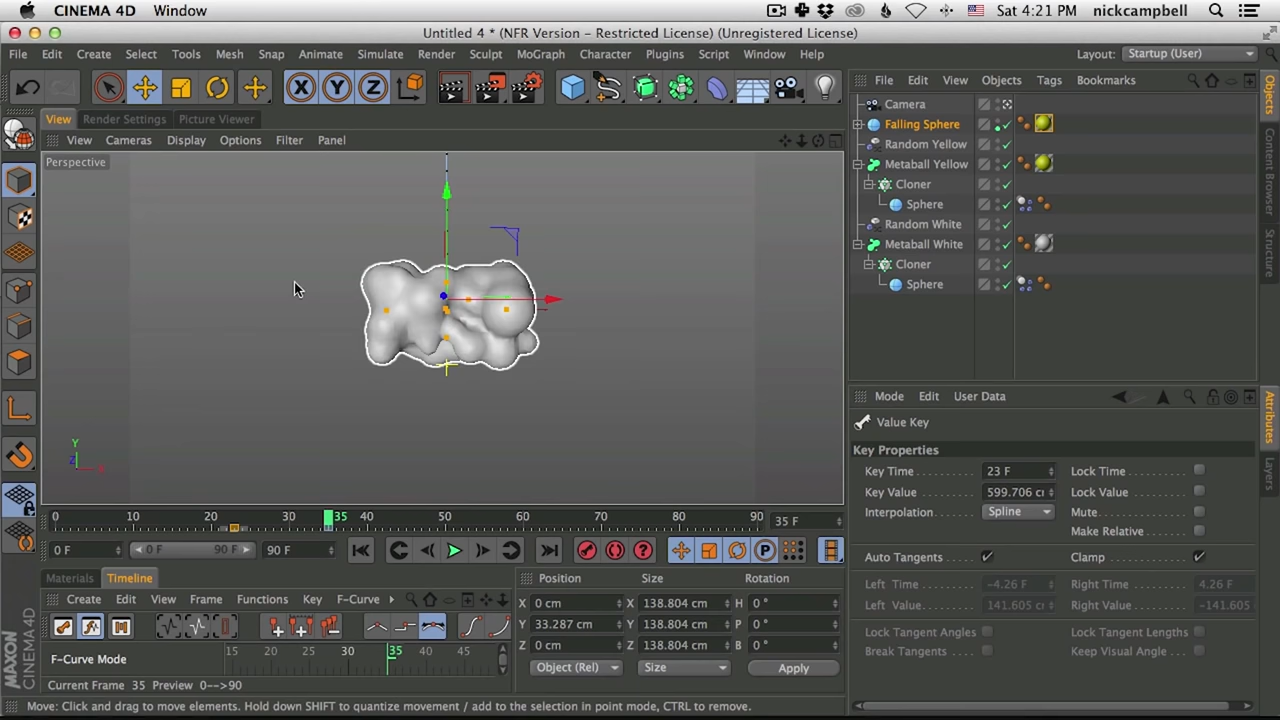 CINEMA 4D Window Sat 4:21 PM nickcampbell
Untitled 4 * (NFR Version - Restricted License) (Unregistered License)
File Edit Create Select Tools Mesh Snap Animate Simulate Render Sculpt MoGraph Character Plugins Script Window Help Layout: Startup (User)
X Y Z
File Edit View Objects Tags Bookmarks
View Render Settings Picture Viewer
View Cameras Display Options Filter Panel
Perspective
Camera
Falling Sphere
Random Yellow
Metaball Yellow
Cloner
Sphere
Random White
Metaball White
Cloner
Sphere
Objects
Content Browser
Structure
Mode Edit User Data
Value Key
Key Properties
Key Time 23 F Lock Time
Key Value 599.706 c Lock Value
Interpolation Spline Mute
Make Relative
Auto Tangents Clamp
Left Time -4.26 F Right Time 4.26 F
Left Value 141.605 c Right Value -141.605
Lock Tangent Angles Lock Tangent Lengths
Break Tangents Keep Visual Angle
Attributes
Layers
Y
Z
X
0 10 20 30 35 40 50 60 70 80 90 35 F
0 F 0 F 90 F 90 F P
Materials Timeline
Create Edit View Frame Functions Key F-Curve
15 20 25 30 35 40 45
F-Curve Mode
Current Frame 35 Preview 0-->90
Position Size Rotation
X 0 cm X 138.804 cm H 0 °
Y 33.287 cm Y 138.804 cm P 0 °
Z 0 cm Z 138.804 cm B 0 °
Object (Rel) Size Apply
MAXON
CINEMA 4D
Move: Click and drag to move elements. Hold down SHIFT to quantize movement / add to the selection in point mode, CTRL to remove.